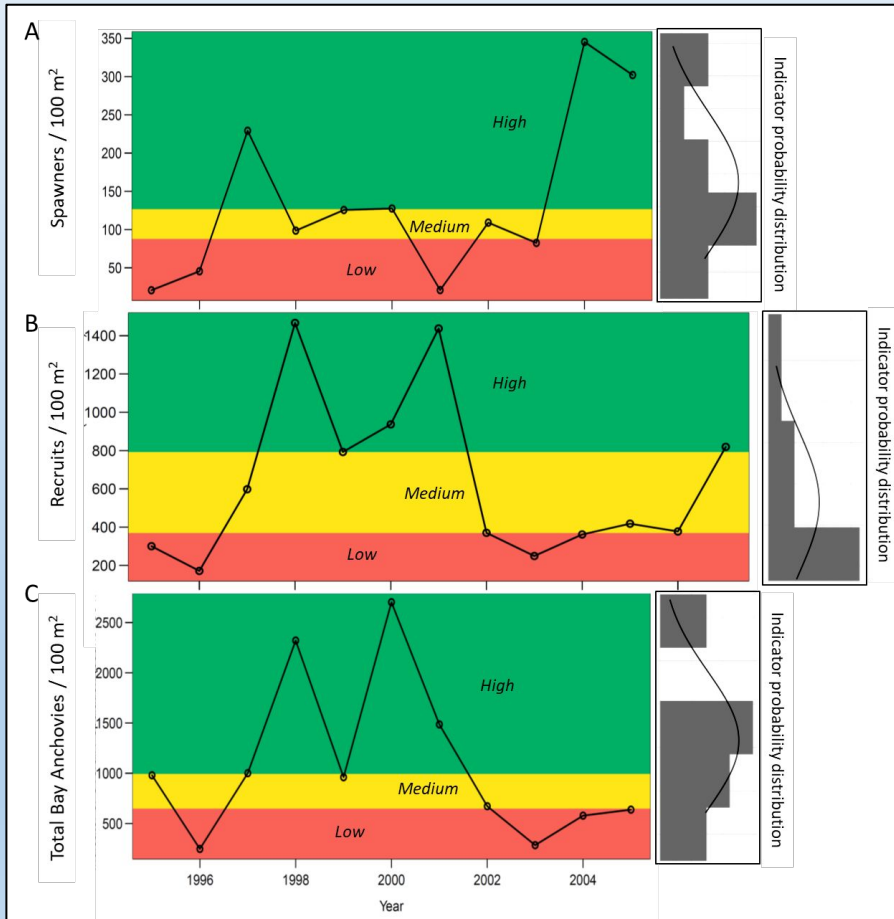 A
Spawners / 100 m²
350
300
250
200
150
100
50
High
Medium
Low
Indicator probability distribution
B
Recruits / 100 m²
1400
1200
1000
800
600
400
200
High
Medium
Low
Indicator probability distribution
C
Total Bay Anchovies / 100 m²
2500
2000
1500
1000
500
High
Medium
Low
Indicator probability distribution
1996
1998
2000
2002
2004
Year